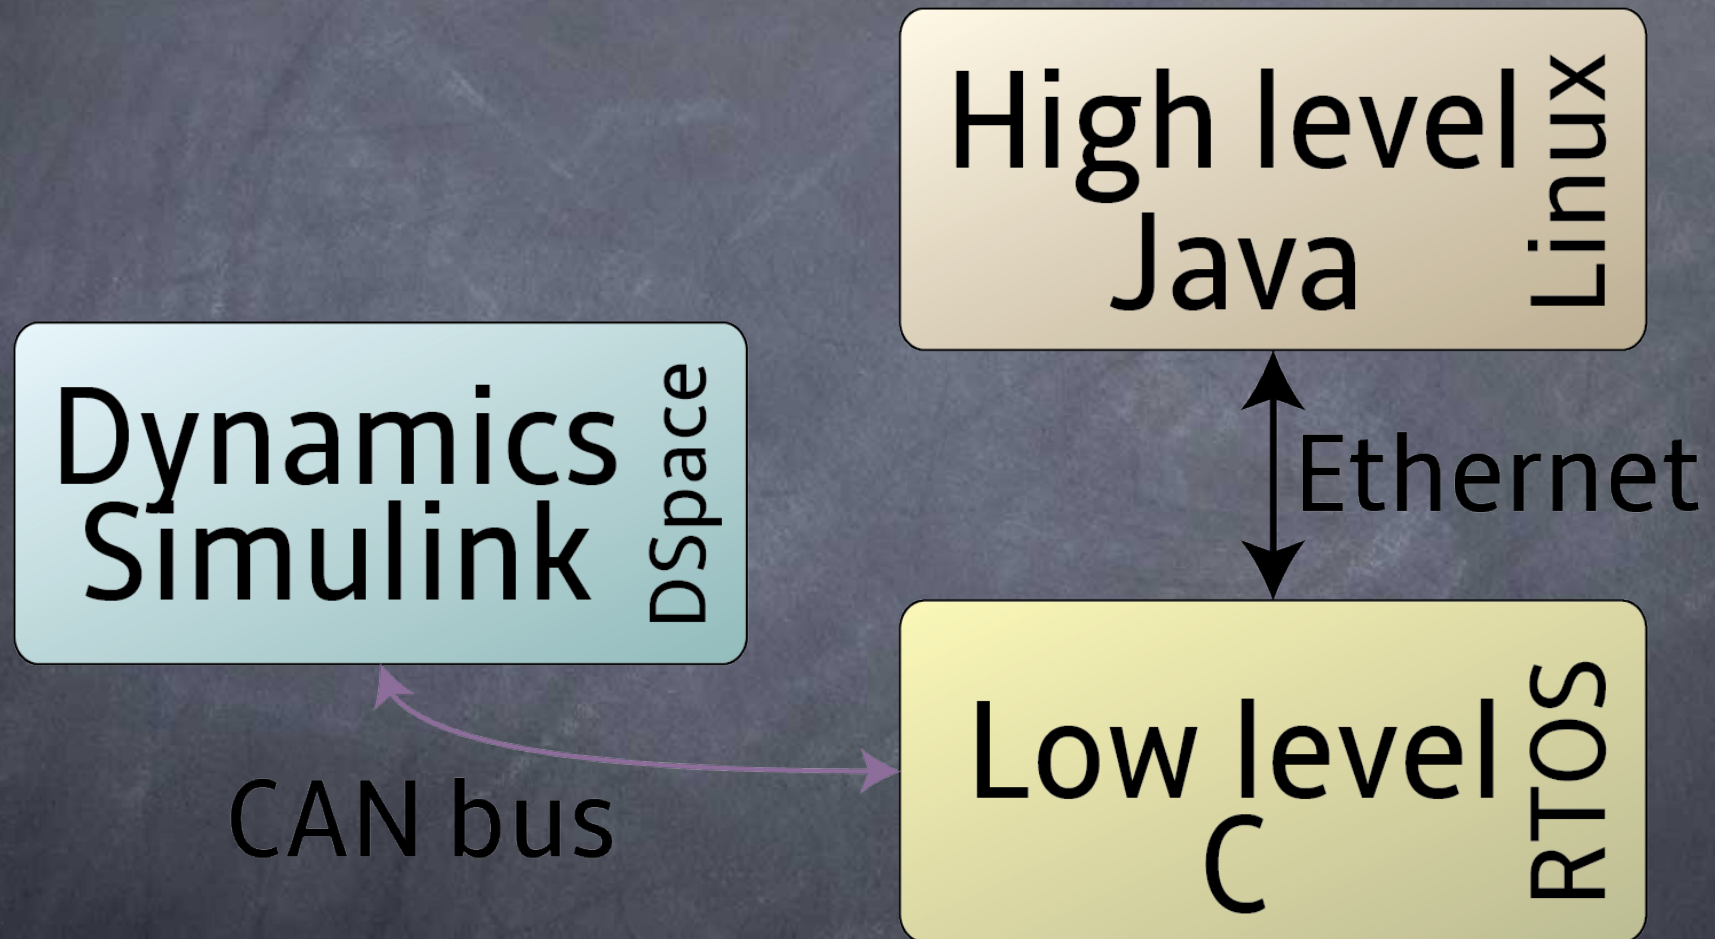 High level
Java
Linux
Dynamics
Simulink
DSpace
Ethernet
CAN bus
Low level
C
RTOS